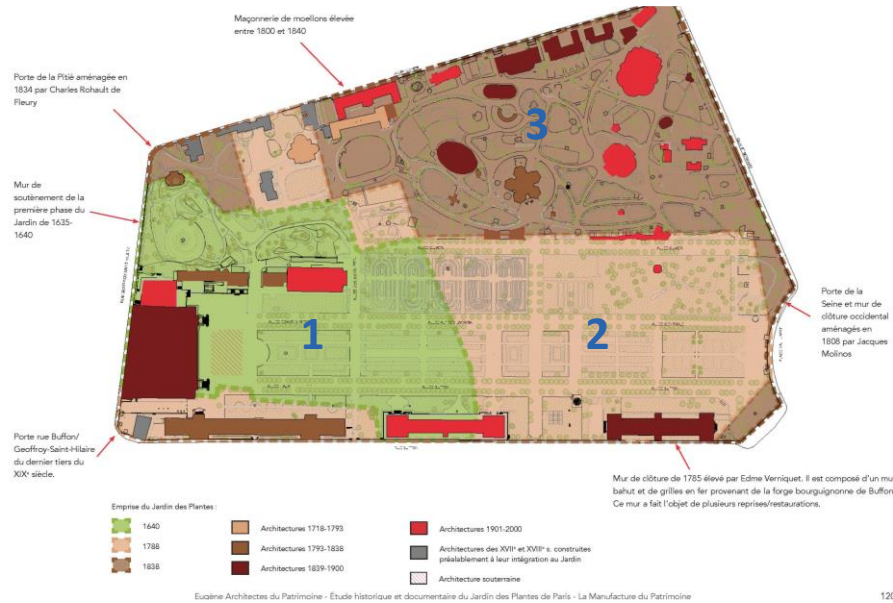 Maçonnerie de moellons élevée
entre 1800 et 1840
Porte de la Pitié aménagée en
1834 par Charles Rohault de
Fleury
Mur de
soutènement de la
première phase du
Jardin de 1635-
1640
3
1
2
Porte de la
Seine et mur de
clôture occidental
aménagés en
1808 par Jacques
Molinos
Porte rue Buffon/
Geoffroy-Saint-Hilaire
du dernier tiers du
XIXᵉ siècle.
Mur de clôture de 1785 élevé par Edme Verniquet. Il est composé d'un mu
bahut et de grilles en fer provenant de la forge bourguignonne de Buffon
Ce mur a fait l'objet de plusieurs reprises/restaurations.
Emprise du Jardin des Plantes :
1640
1788
1838
Architectures 1718-1793
Architectures 1793-1838
Architectures 1839-1900
Architectures 1901-2000
Architectures des XVIIᵉ et XVIIIᵉ s. construites
préalablement à leur intégration au Jardin
Architecture souterraine
Eugène Architectes du Patrimoine - Étude historique et documentaire du Jardin des Plantes de Paris - La Manufacture du Patrimoine